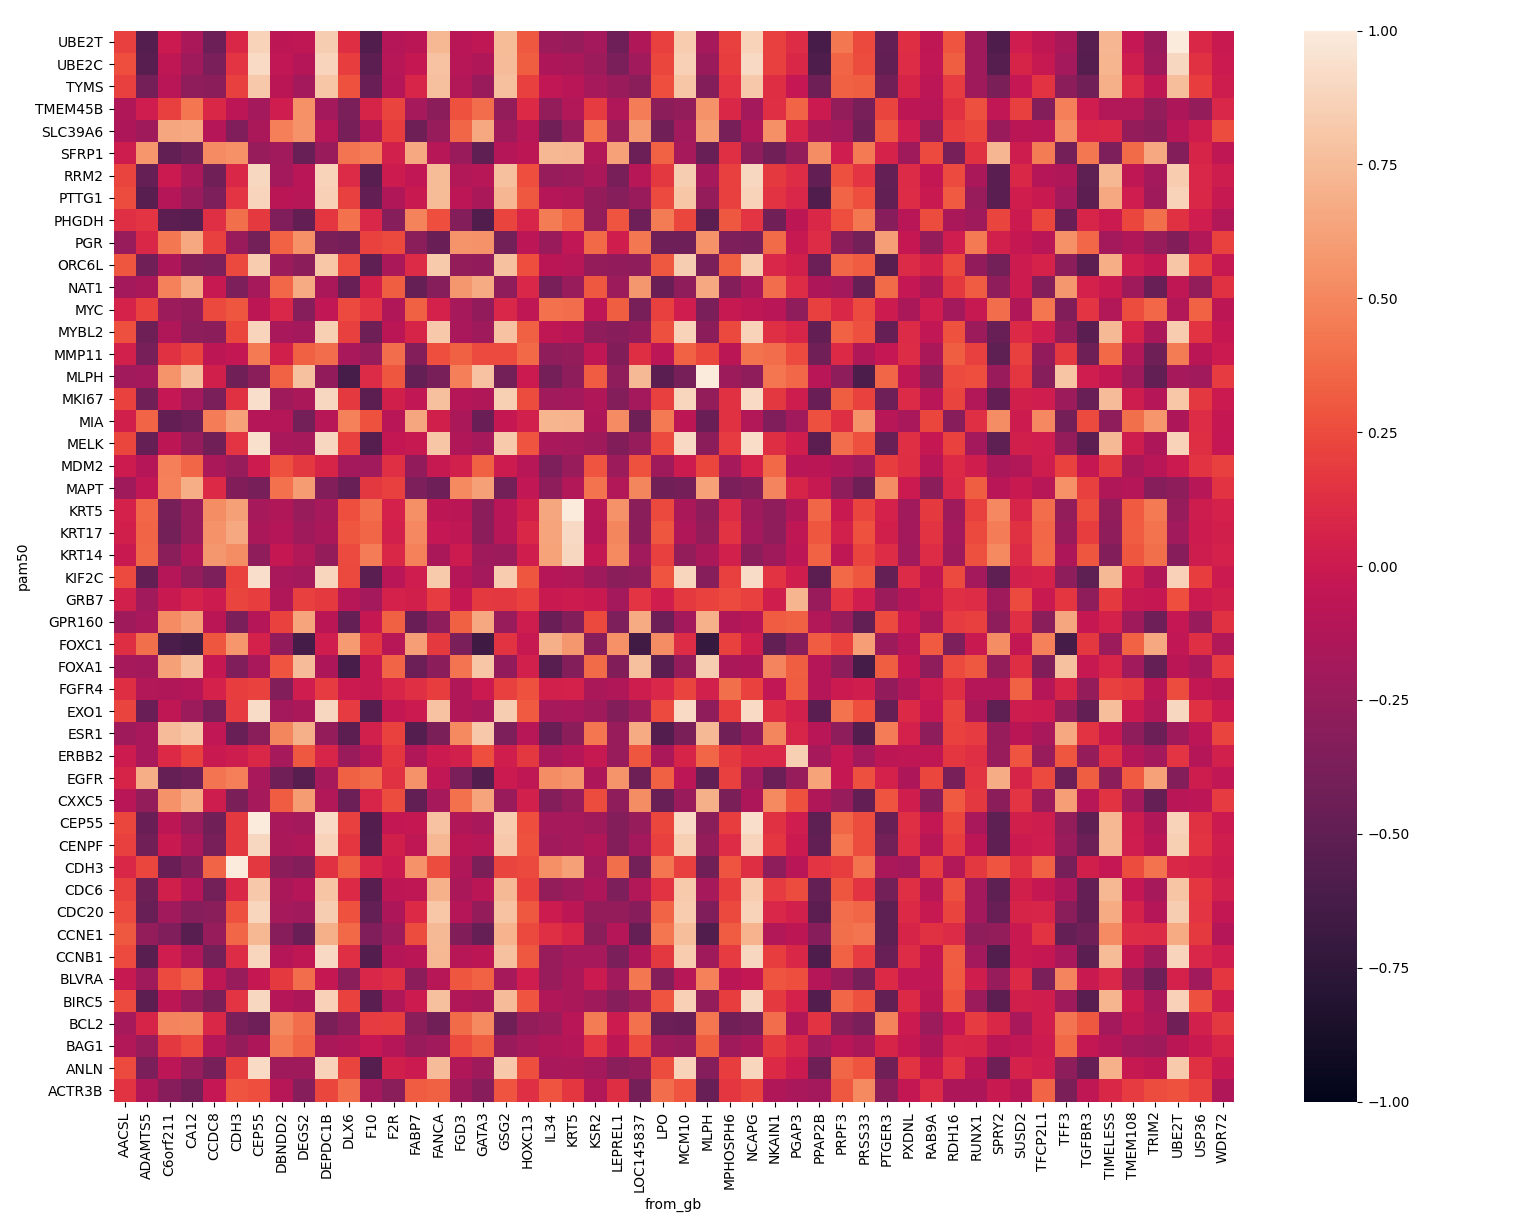 pam50
UBE2T
UBE2C
TYMS
TMEM45B
SLC39A6
SFRP1
RRM2
PTTG1
PHGDH
PGR
ORC6L
NAT1
MYC
MYBL2
MMP11
MLPH
MKI67
MIA
MELK
MDM2
MAPT
KRT5
KRT17
KRT14
KIF2C
GRB7
GPR160
FOXC1
FOXA1
FGFR4
EXO1
ESR1
ERBB2
EGFR
CXXC5
CEP55
CENPF
CDH3
CDC6
CDC20
CCNE1
CCNB1
BLVRA
BIRC5
BCL2
BAG1
ANLN
ACTR3B
AACSL
ADAMTS5
C6orf211
CA12
CCDC8
CDH3
CEP55
DBNDD2
DEGS2
DEPDC1B
DLX6
F10
F2R
FABP7
FANCA
FGD3
GATA3
GSG2
HOXC13
IL34
KRT5
KSR2
LEPREL1
LOC145837
LPO
MCM10
MLPH
MPHOSPH6
NCAPG
NKAIN1
PGAP3
PPAP2B
PRPF3
PRSS33
PTGER3
PXDNL
RAB9A
RDH16
RUNX1
SPRY2
SUSD2
TFCP2L1
TFF3
TGFBR3
TIMELESS
TMEM108
TRIM2
UBE2T
USP36
WDR72
from_gb
1.00
0.75
0.50
0.25
0.00
−0.25
−0.50
−0.75
−1.00